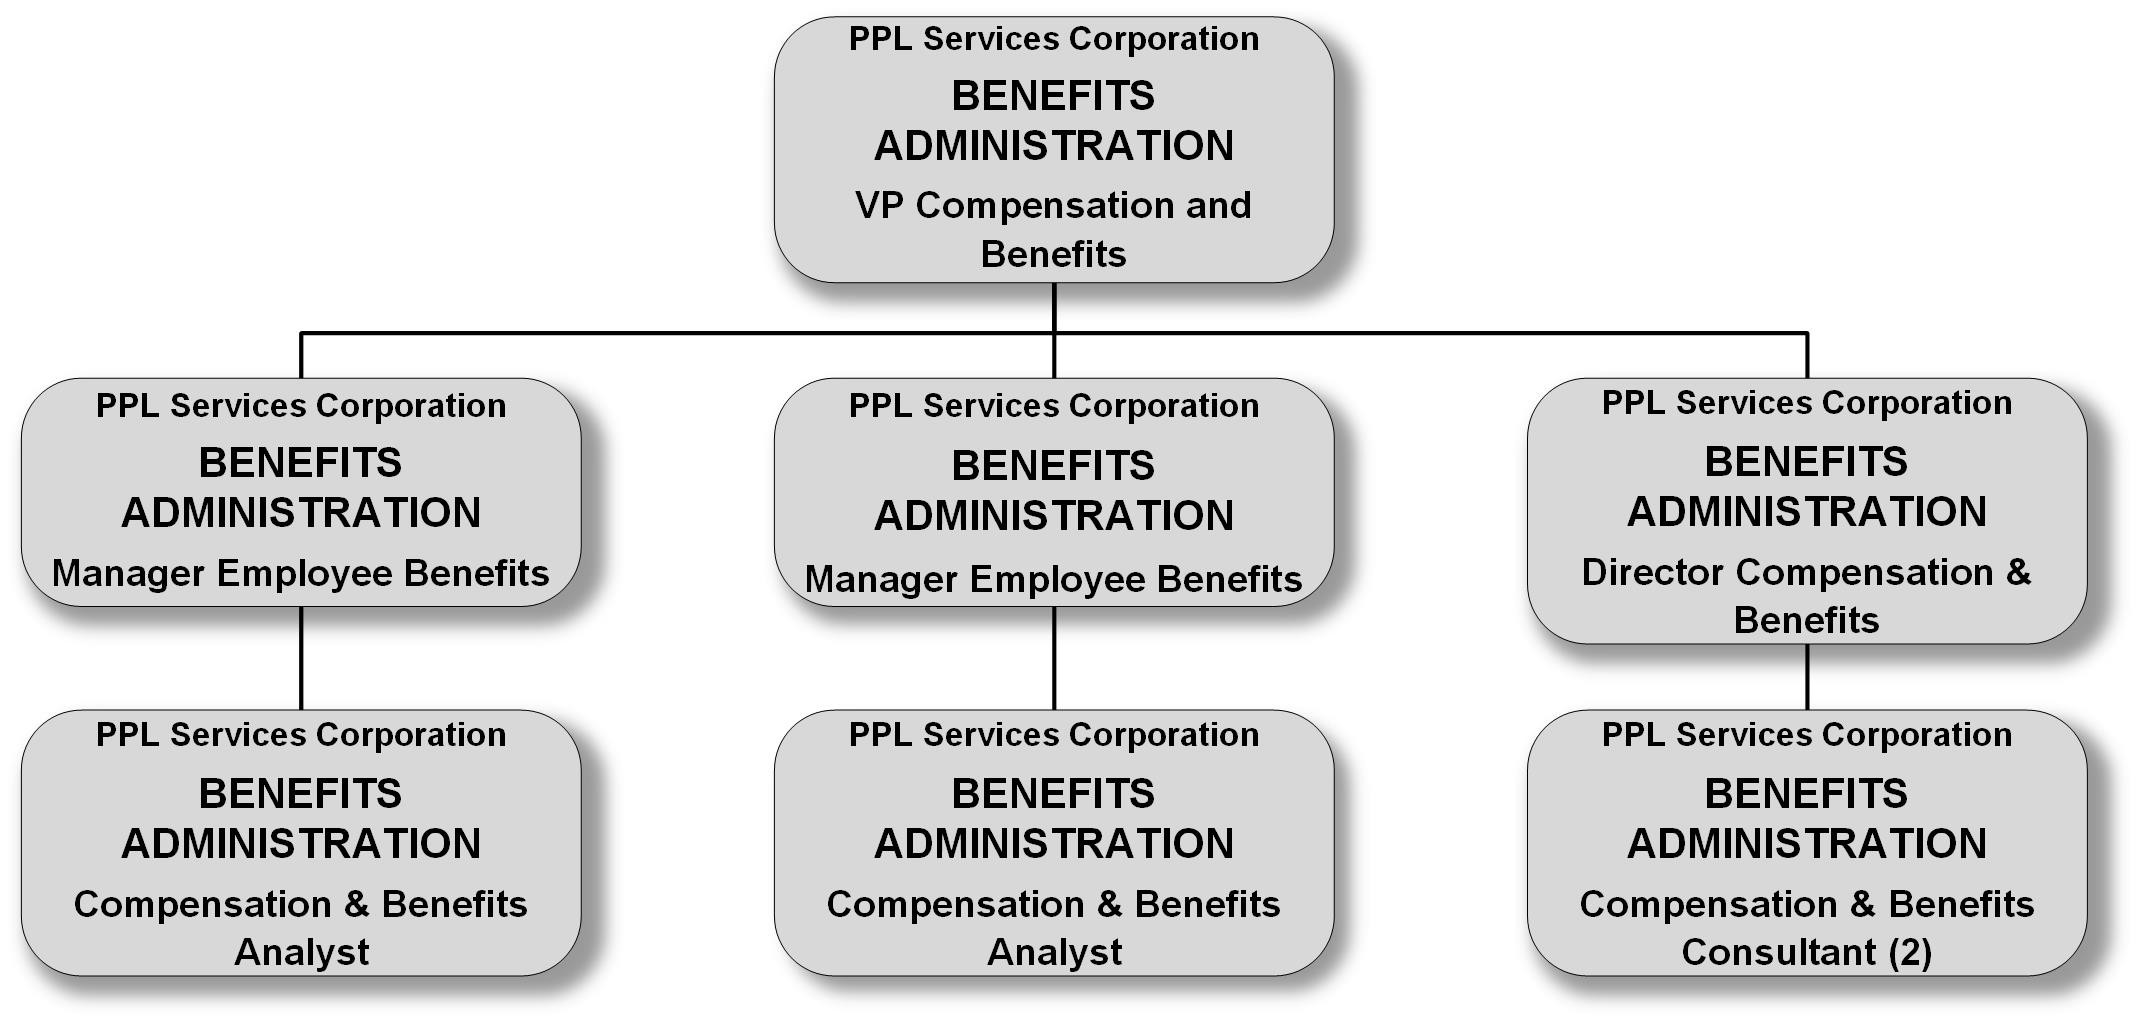 PPL Services Corporation
BENEFITS
ADMINISTRATION
VP Compensation and
Benefits
PPL Services Corporation
BENEFITS
ADMINISTRATION
Manager Employee Benefits
PPL Services Corporation
BENEFITS
ADMINISTRATION
Manager Employee Benefits
PPL Services Corporation
BENEFITS
ADMINISTRATION
Director Compensation &
Benefits
PPL Services Corporation
BENEFITS
ADMINISTRATION
Compensation & Benefits
Analyst
PPL Services Corporation
BENEFITS
ADMINISTRATION
Compensation & Benefits
Analyst
PPL Services Corporation
BENEFITS
ADMINISTRATION
Compensation & Benefits
Consultant (2)